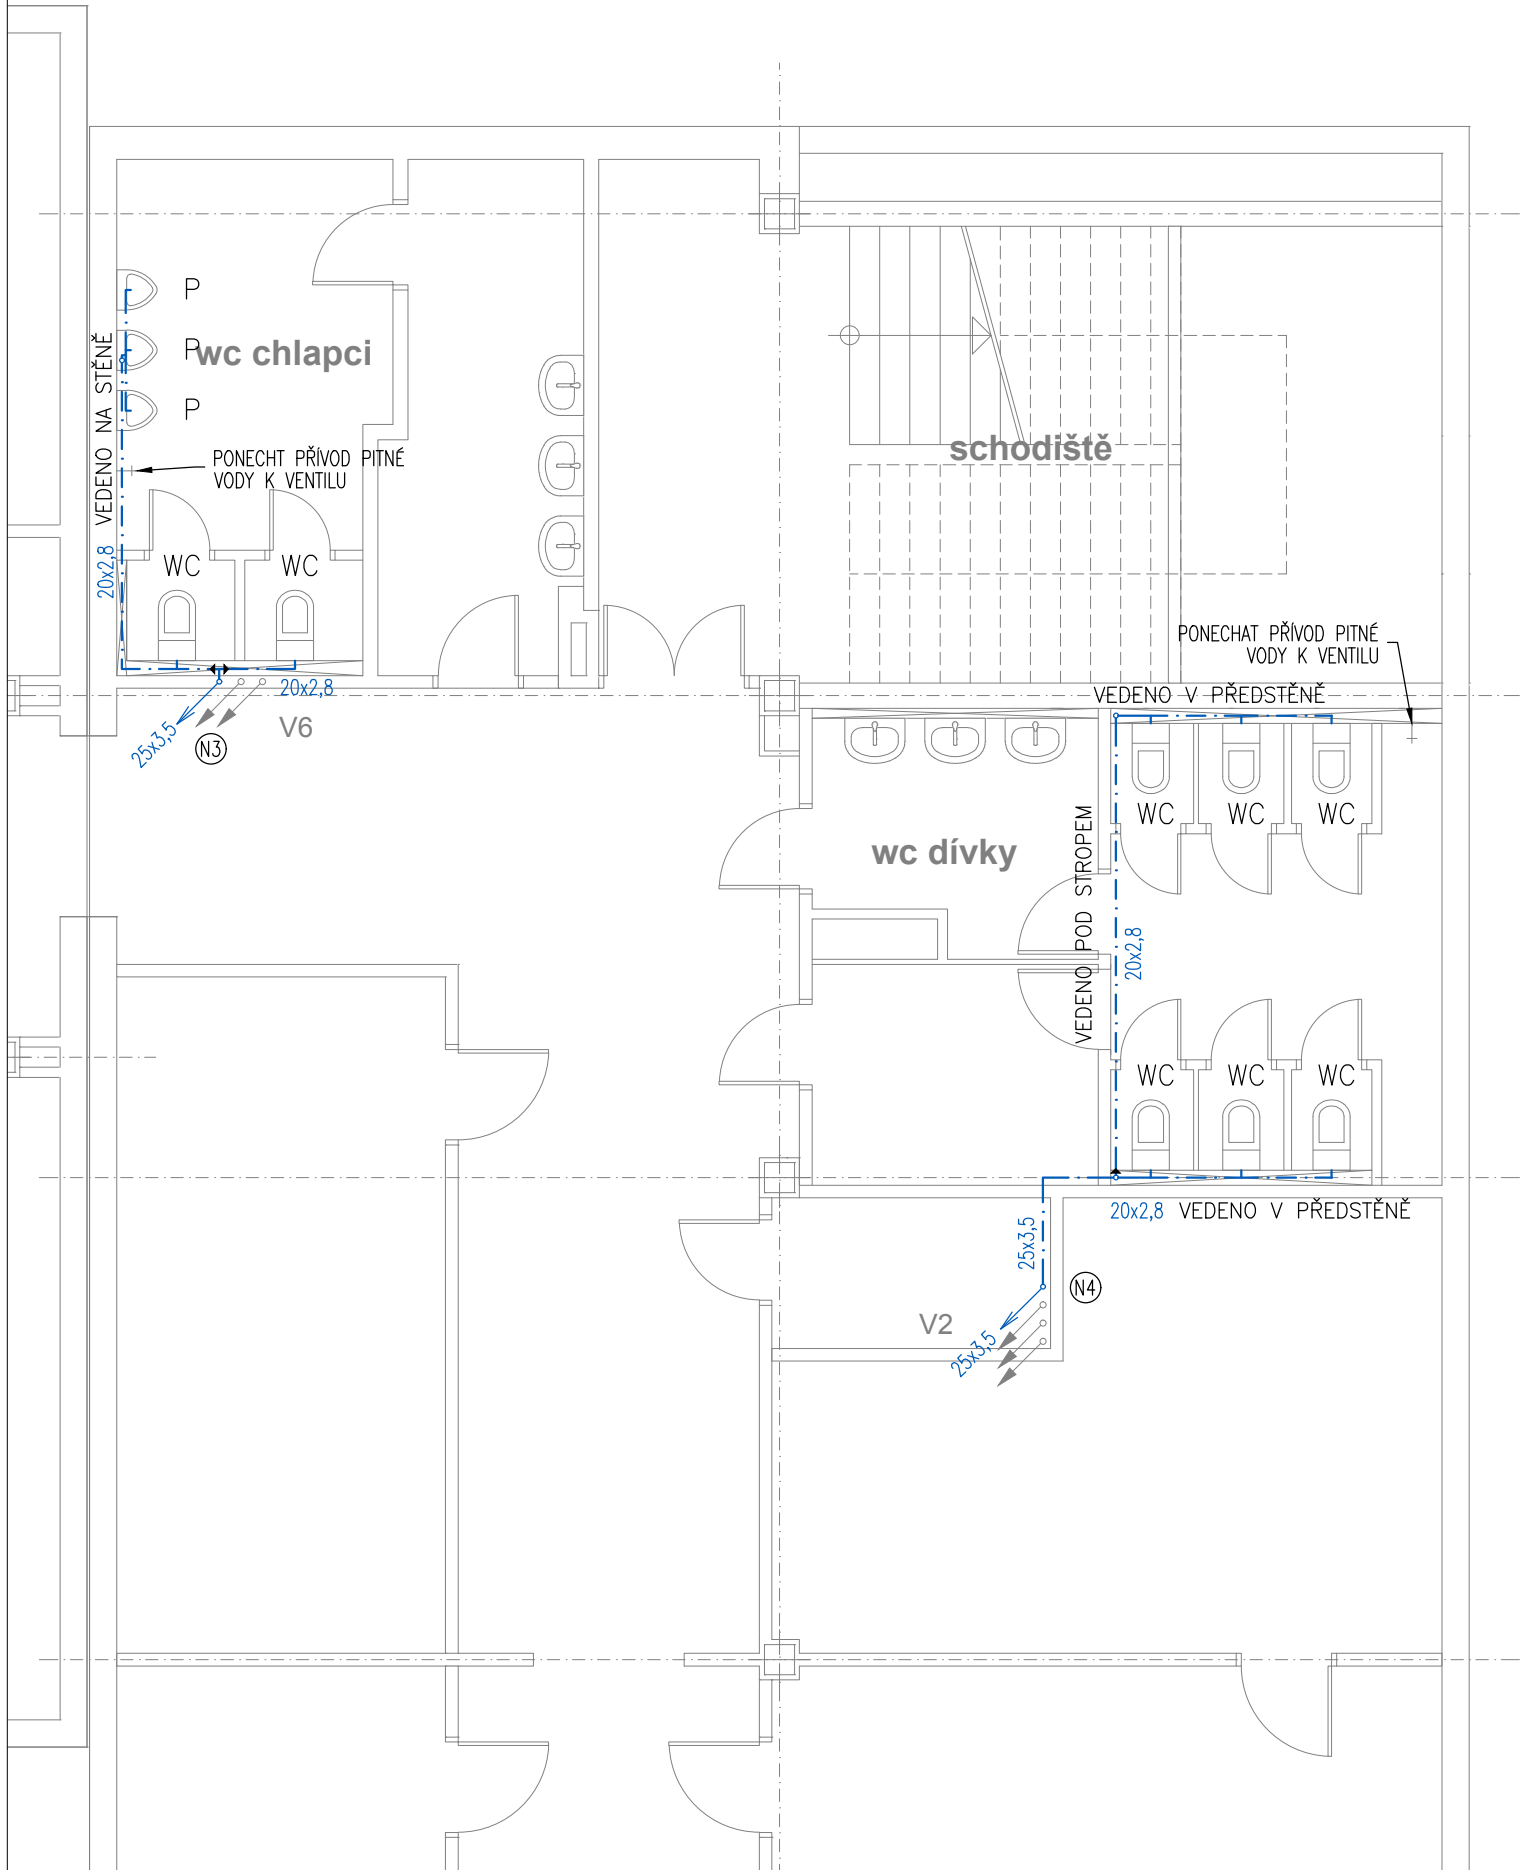 P
P
wc chlapci
P
VEDENO NA STĚNĚ
PONECHT PŘÍVOD PITNÉ
VODY K VENTILU
20x2,8
WC
WC
20x2,8
V6
25x3,5
N3
schodiště
PONECHAT PŘÍVOD PITNÉ
VODY K VENTILU
VEDENO V PŘEDSTĚNĚ
WC
WC
WC
wc dívky
VEDENO POD STROPEM
20x2,8
WC
WC
WC
20x2,8 VEDENO V PŘEDSTĚNĚ
25x3,5
N4
V2
25x3,5